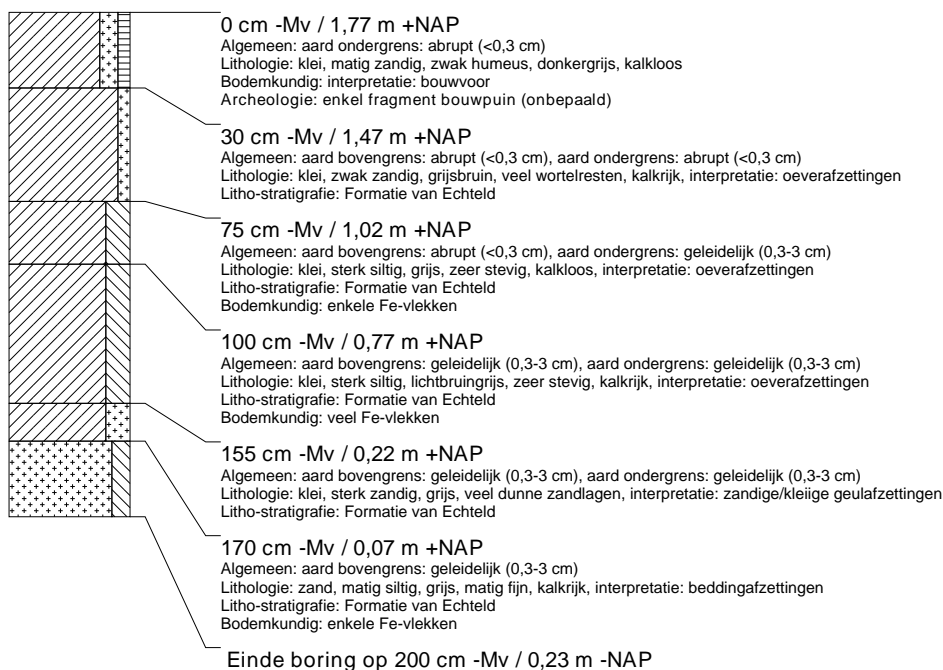 0 cm -Mv / 1,77 m +NAP
Algemeen: aard ondergrens: abrupt (<0,3 cm)
Lithologie: klei, matig zandig, zwak humeus, donkergrijs, kalkloos
Bodemkundig: interpretatie: bouwvoor
Archeologie: enkel fragment bouwpuin (onbepaald)
30 cm -Mv / 1,47 m +NAP
Algemeen: aard bovengrens: abrupt (<0,3 cm), aard ondergrens: abrupt (<0,3 cm)
Lithologie: klei, zwak zandig, grijsbruin, veel wortelresten, kalkrijk, interpretatie: oeverafzettingen
Litho-stratigrafie: Formatie van Echteld
75 cm -Mv / 1,02 m +NAP
Algemeen: aard bovengrens: abrupt (<0,3 cm), aard ondergrens: geleidelijk (0,3-3 cm)
Lithologie: klei, sterk siltig, grijs, zeer stevig, kalkloos, interpretatie: oeverafzettingen
Litho-stratigrafie: Formatie van Echteld
Bodemkundig: enkele Fe-vlekken
100 cm -Mv / 0,77 m +NAP
Algemeen: aard bovengrens: geleidelijk (0,3-3 cm), aard ondergrens: geleidelijk (0,3-3 cm)
Lithologie: klei, sterk siltig, lichtbruingrijs, zeer stevig, kalkrijk, interpretatie: oeverafzettingen
Litho-stratigrafie: Formatie van Echteld
Bodemkundig: veel Fe-vlekken
155 cm -Mv / 0,22 m +NAP
Algemeen: aard bovengrens: geleidelijk (0,3-3 cm), aard ondergrens: geleidelijk (0,3-3 cm)
Lithologie: klei, sterk zandig, grijs, veel dunne zandlagen, interpretatie: zandige/kleiige geulafzettingen
Litho-stratigrafie: Formatie van Echteld
170 cm -Mv / 0,07 m +NAP
Algemeen: aard bovengrens: geleidelijk (0,3-3 cm)
Lithologie: zand, matig siltig, grijs, matig fijn, kalkrijk, interpretatie: beddingafzettingen
Litho-stratigrafie: Formatie van Echteld
Bodemkundig: enkele Fe-vlekken
Einde boring op 200 cm -Mv / 0,23 m -NAP